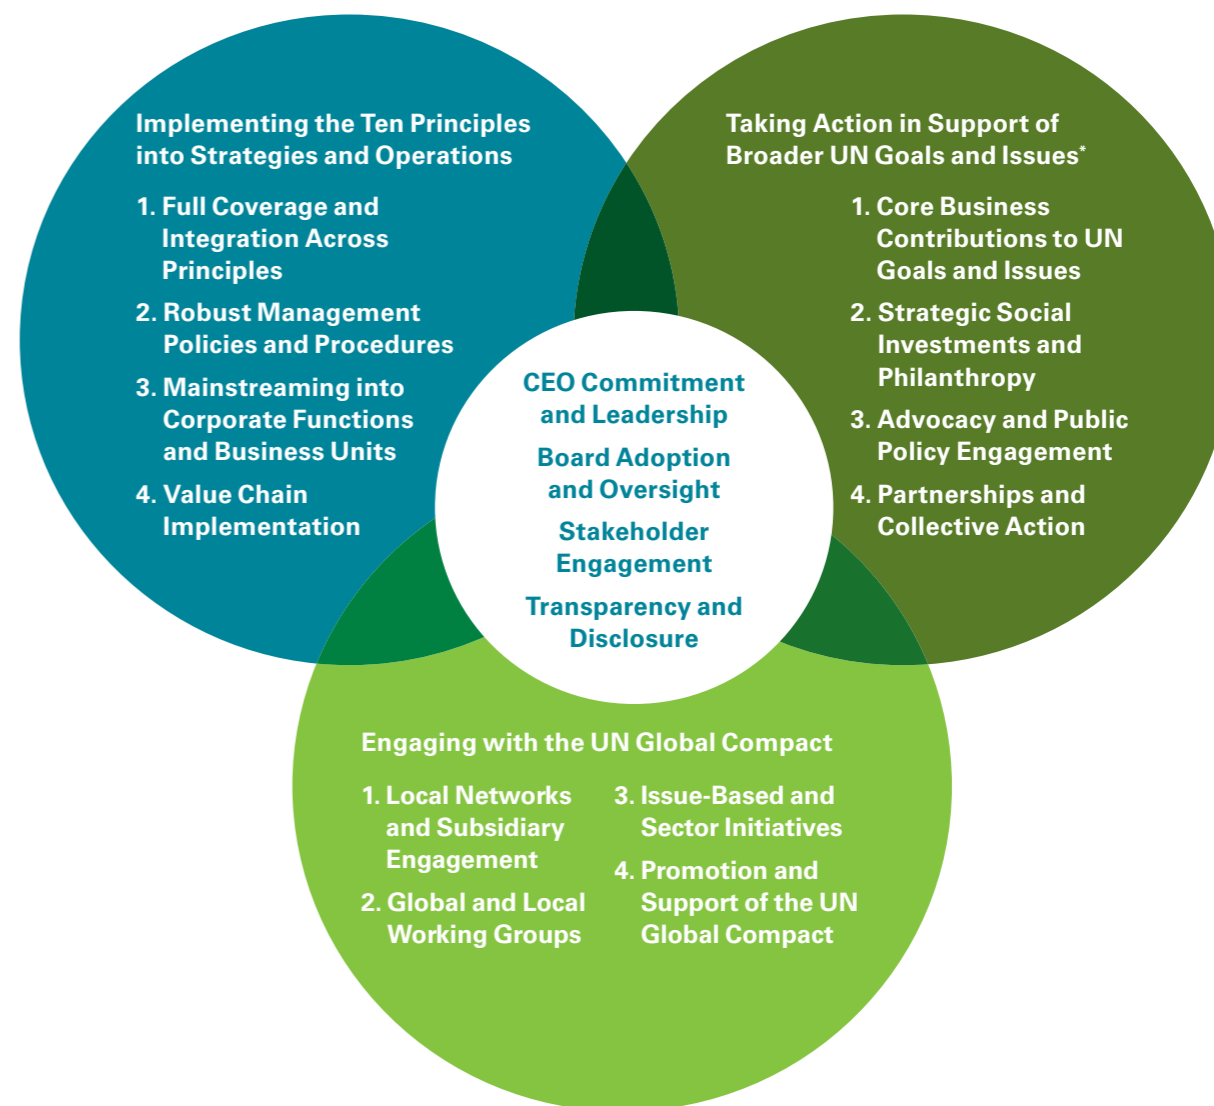 Implementing the Ten Principles
into Strategies and Operations
1. Full Coverage and
Integration Across
Principles
2. Robust Management
Policies and Procedures
3. Mainstreaming into
Corporate Functions
and Business Units
4. Value Chain
Implementation
Taking Action in Support of
Broader UN Goals and Issues*
1. Core Business
Contributions to UN
Goals and Issues
2. Strategic Social
Investments and
Philanthropy
3. Advocacy and Public
Policy Engagement
4. Partnerships and
Collective Action
CEO Commitment
and Leadership
Board Adoption
and Oversight
Stakeholder
Engagement
Transparency and
Disclosure
Engaging with the UN Global Compact
1. Local Networks
and Subsidiary
Engagement
2. Global and Local
Working Groups
3. Issue-Based and
Sector Initiatives
4. Promotion and
Support of the UN
Global Compact